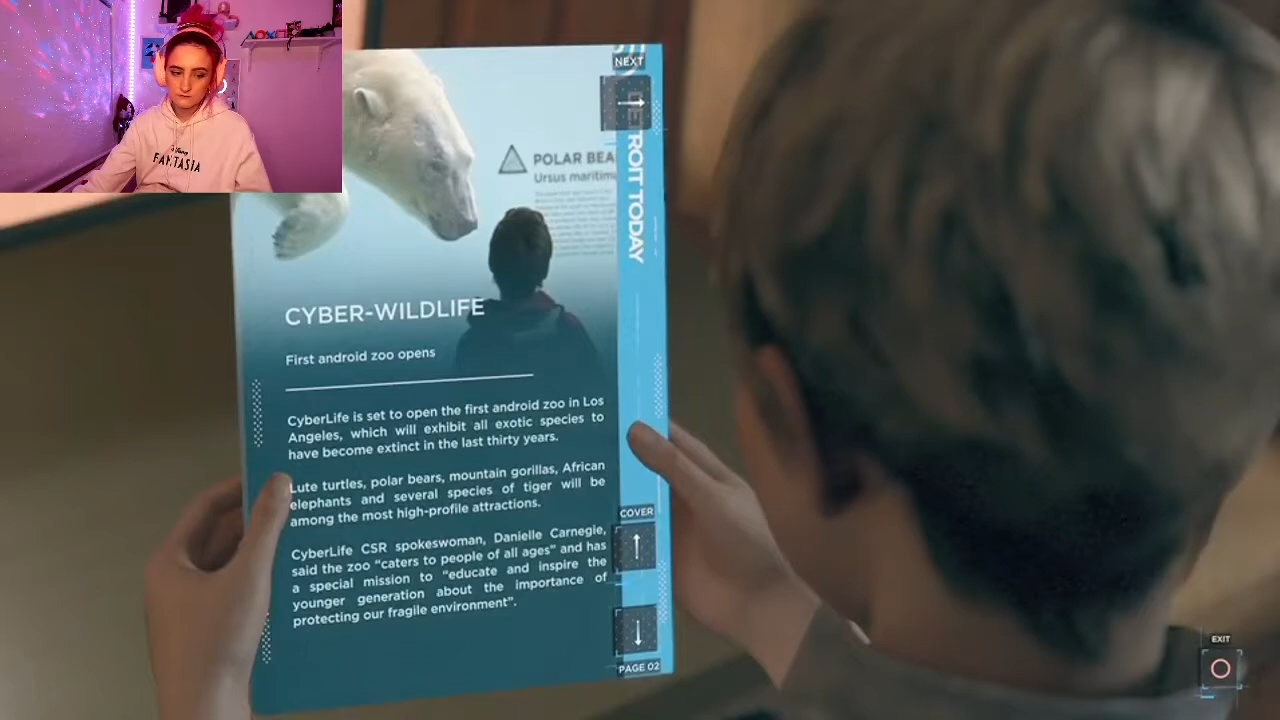 Disney
FANTASIA
NEXT
DETROIT TODAY
POLAR BEA
Ursus maritim
CYBER-WILDLIFE
First android zoo opens
CyberLife is set to open the first android zoo in Los
Angeles, which will exhibit all exotic species to
have become extinct in the last thirty years.
Lute turtles, polar bears, mountain gorillas, African
elephants and several species of tiger will be
among the most high-profile attractions.
CyberLife CSR spokeswoman, Danielle Carnegie,
said the zoo “caters to people of all ages” and has
a special mission to “educate and inspire the
younger generation about the importance of
protecting our fragile environment”.
COVER
PAGE 02
EXIT